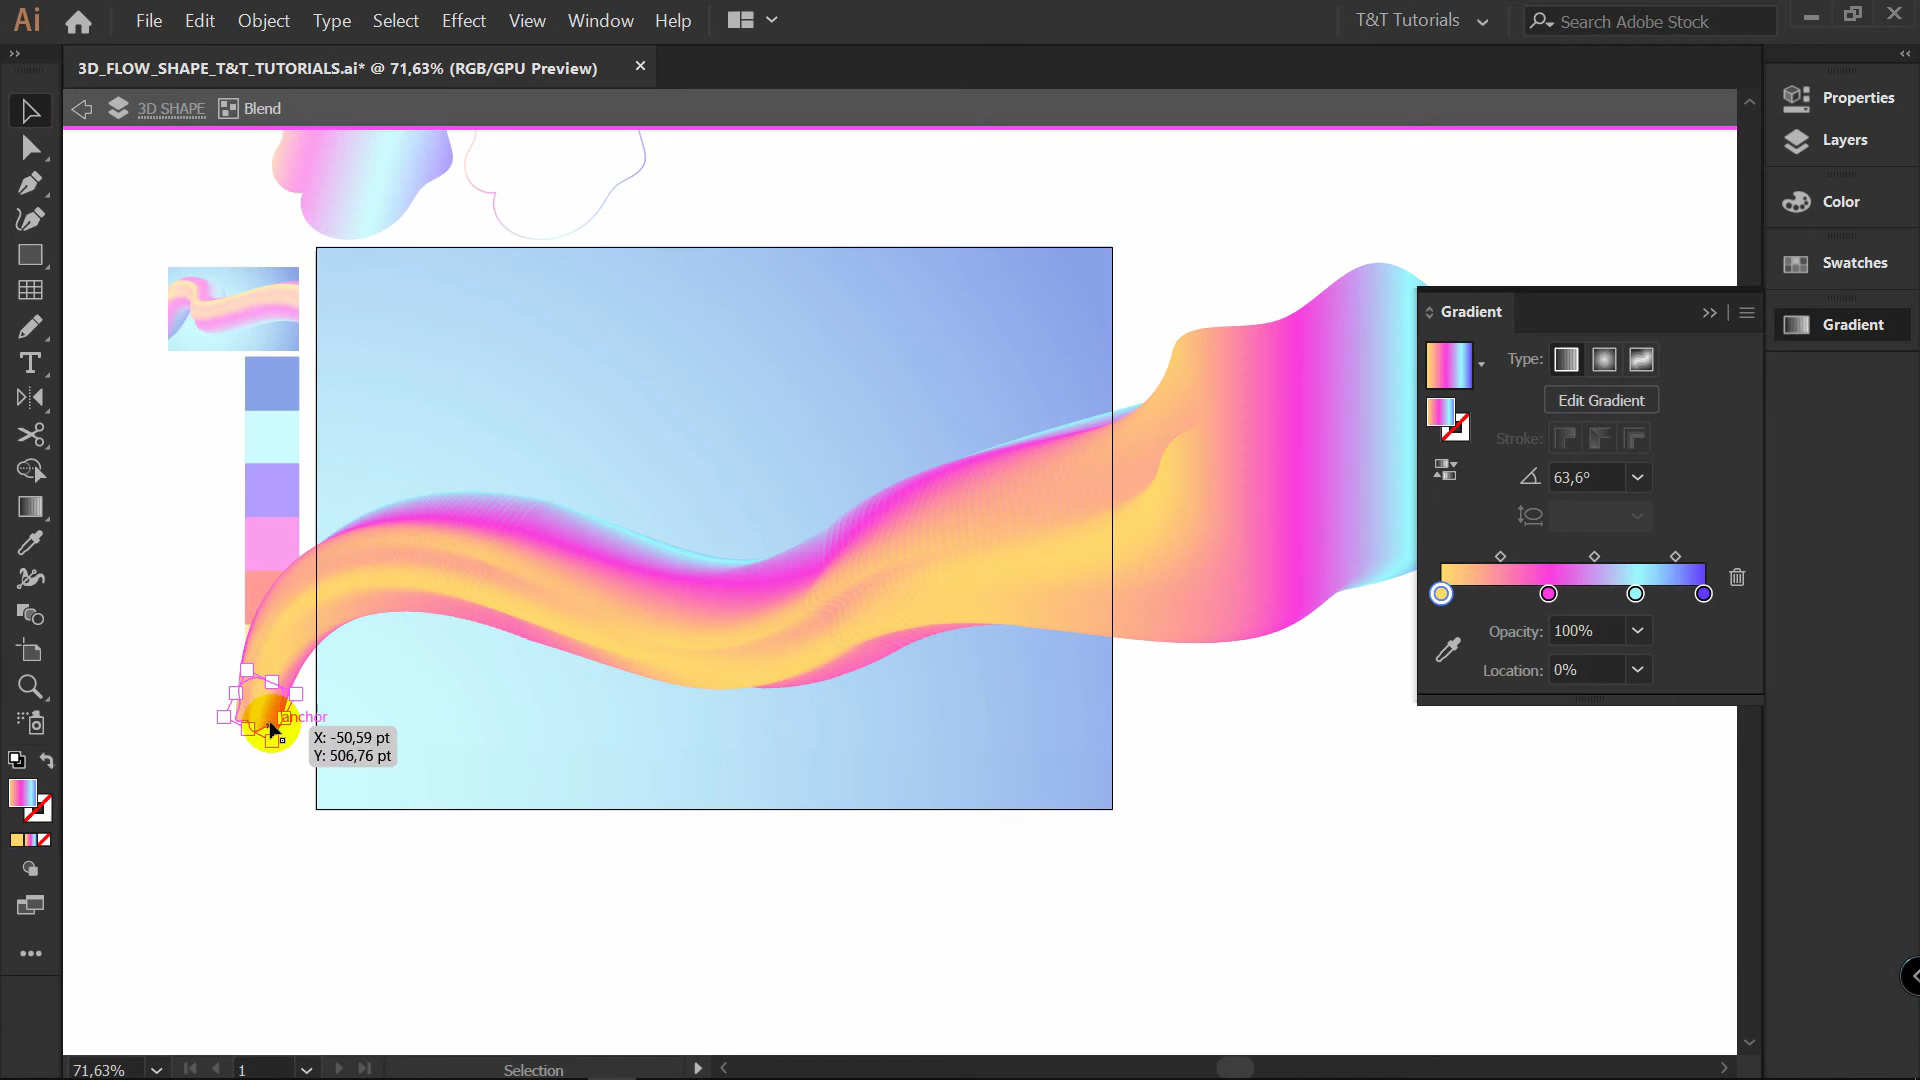 Ai File Edit Object Type Select Effect View Window Help T&T Tutorials Search Adobe Stock
3D_FLOW_SHAPE_T&T_TUTORIALS.ai* @ 71,63% (RGB/GPU Preview)
3D SHAPE Blend
Properties
Layers
Color
Swatches
Gradient
Gradient
Type:
Edit Gradient
Stroke:
63,6°
Opacity: 100%
Location: 0%
anchor
X: -50,59 pt
Y: 506,76 pt
71,63% 1 Selection